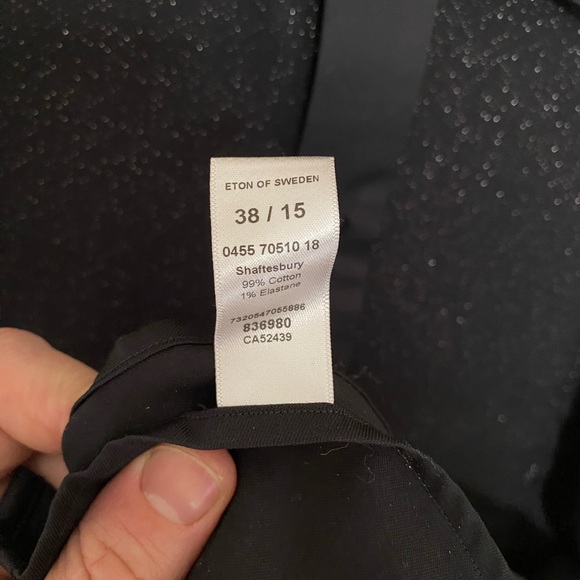 ETON OF SWEDEN
38 / 15
0455 70510 18
Shaftesbury
99% Cotton
1% Elastane
7320547055886
836980
CA52439